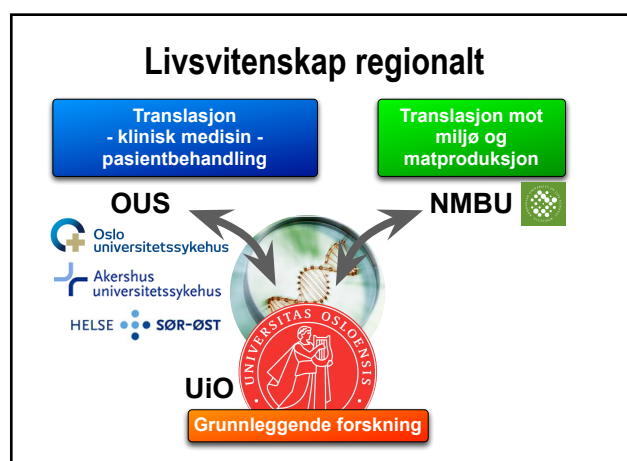 Livsvitenskap regionalt
Translasjon
- klinisk medisin -
pasientbehandling
Translasjon mot
miljø og
matproduksjon
OUS
NMBU
Oslo
universitetssykehus
Akershus
universitetssykehus
HELSE SØR-ØST
UNIVERSITAS OSLOENSIS
UiO
Grunnleggende forskning